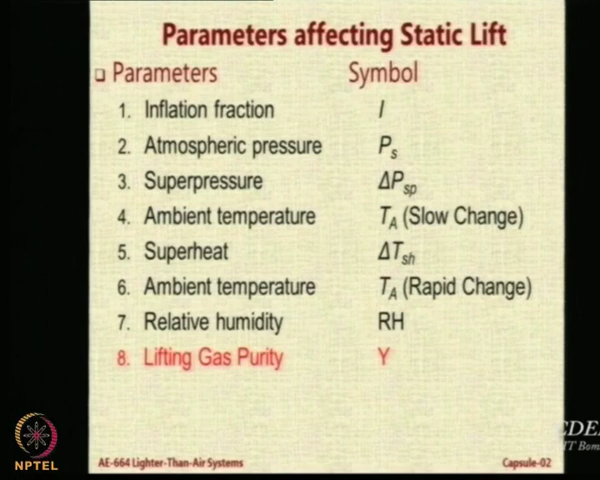 Parameters affecting Static Lift
❑ Parameters Symbol
1. Inflation fraction I
2. Atmospheric pressure Ps
3. Superpressure ΔPsp
4. Ambient temperature TA (Slow Change)
5. Superheat ΔTsh
6. Ambient temperature TA (Rapid Change)
7. Relative humidity RH
8. Lifting Gas Purity Y
NPTEL
AE-664 Lighter-Than-Air Systems Capsule-02